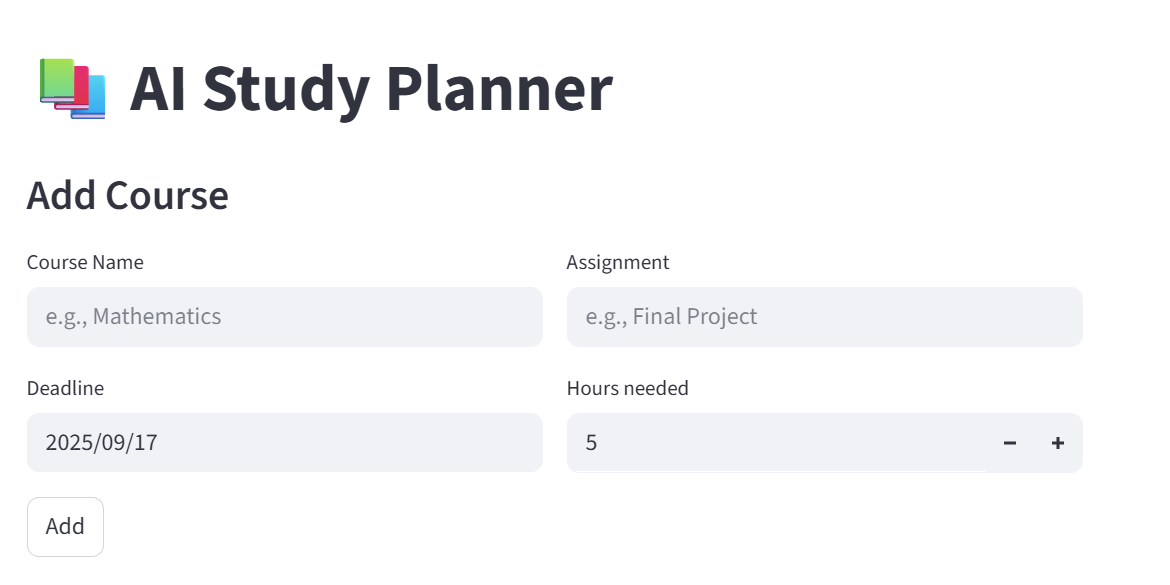 AI Study Planner
Add Course
Course Name
Assignment
e.g., Mathematics
e.g., Final Project
Deadline
Hours needed
2025/09/17
5
Add